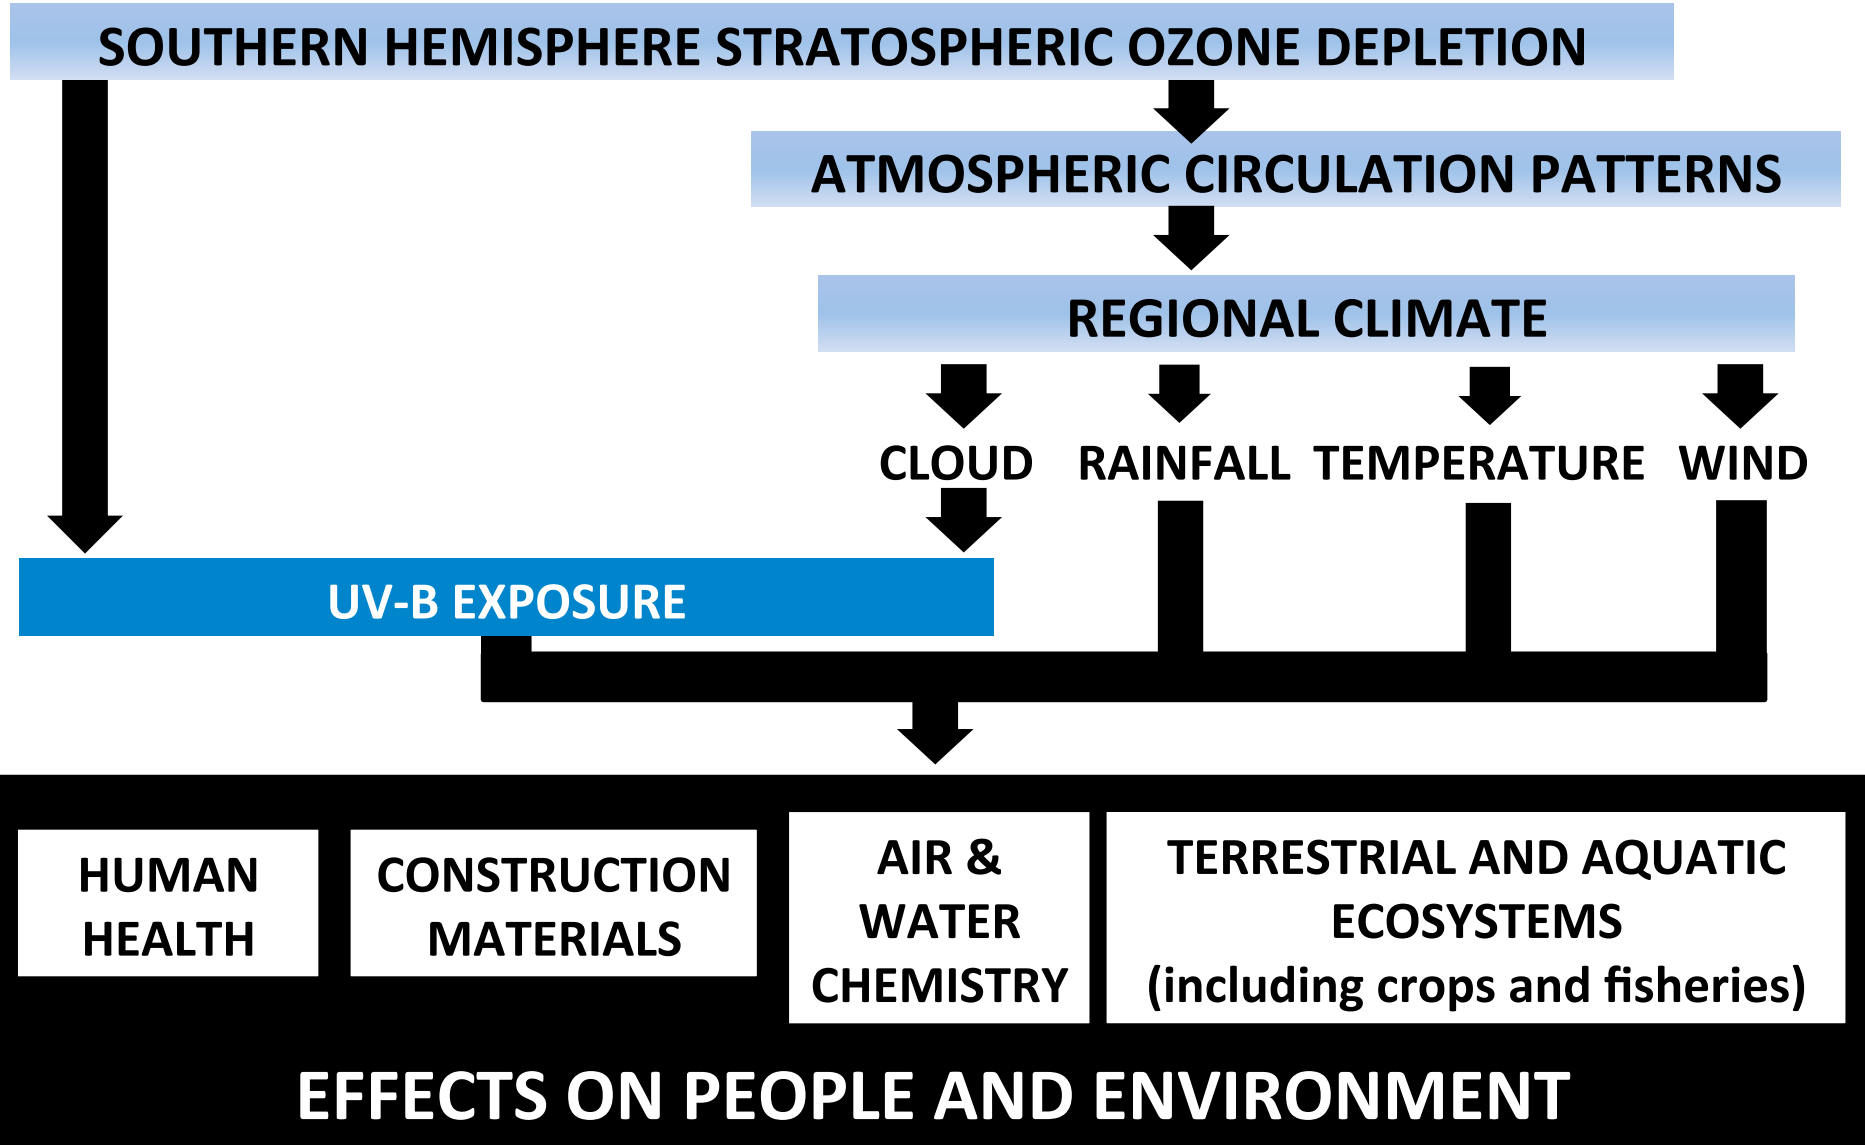 SOUTHERN HEMISPHERE STRATOSPHERIC OZONE DEPLETION
ATMOSPHERIC CIRCULATION PATTERNS
REGIONAL CLIMATE
CLOUD RAINFALL TEMPERATURE WIND
UV-B EXPOSURE
HUMAN
HEALTH
CONSTRUCTION
MATERIALS
AIR &
WATER
CHEMISTRY
TERRESTRIAL AND AQUATIC
ECOSYSTEMS
(including crops and fisheries)
EFFECTS ON PEOPLE AND ENVIRONMENT